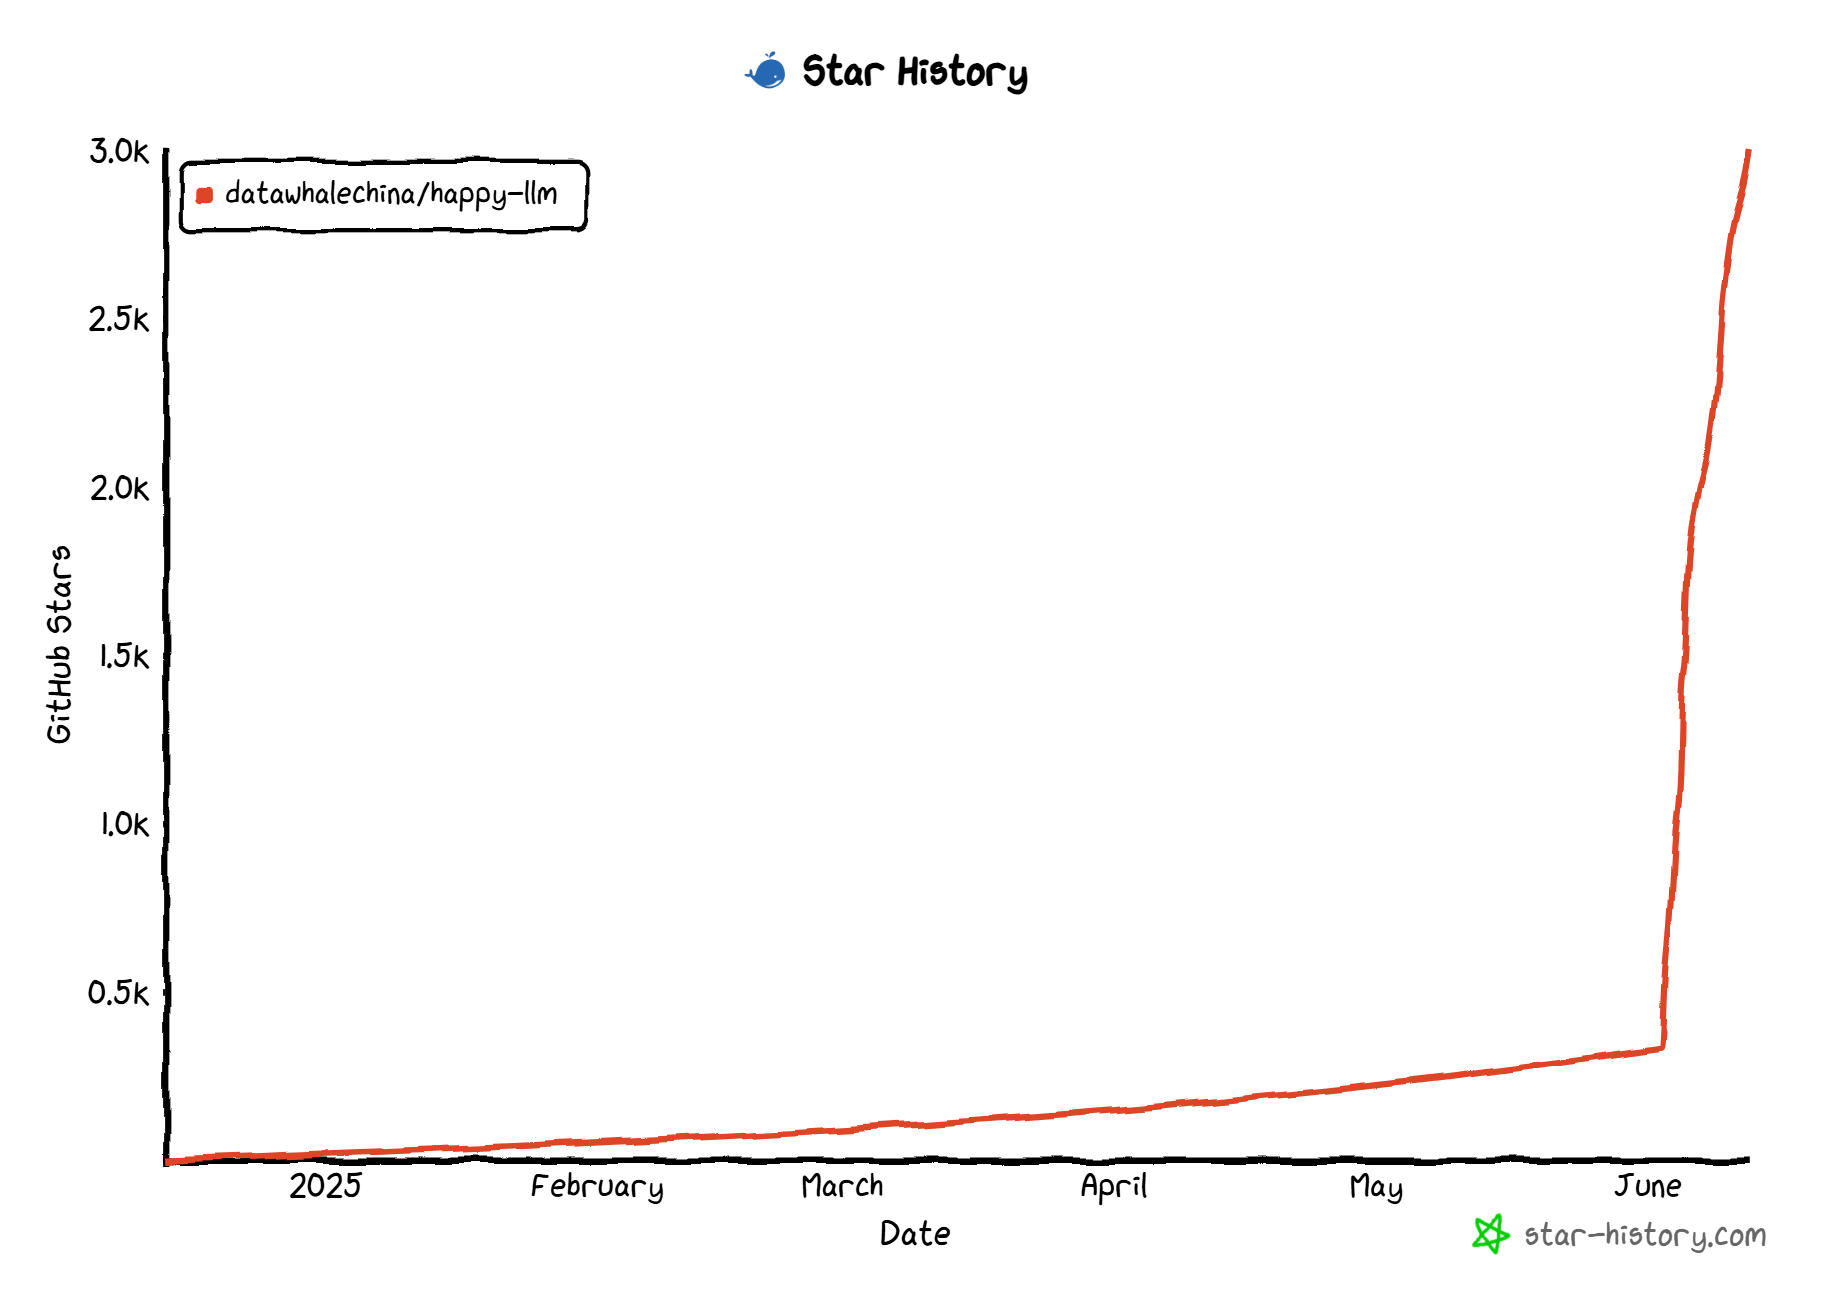 Star History
3.0k
datawhalechina/happy-llm
2.5k
2.0k
1.5k
1.0k
0.5k
GitHub Stars
2025 February March April May June
Date
star-history.com